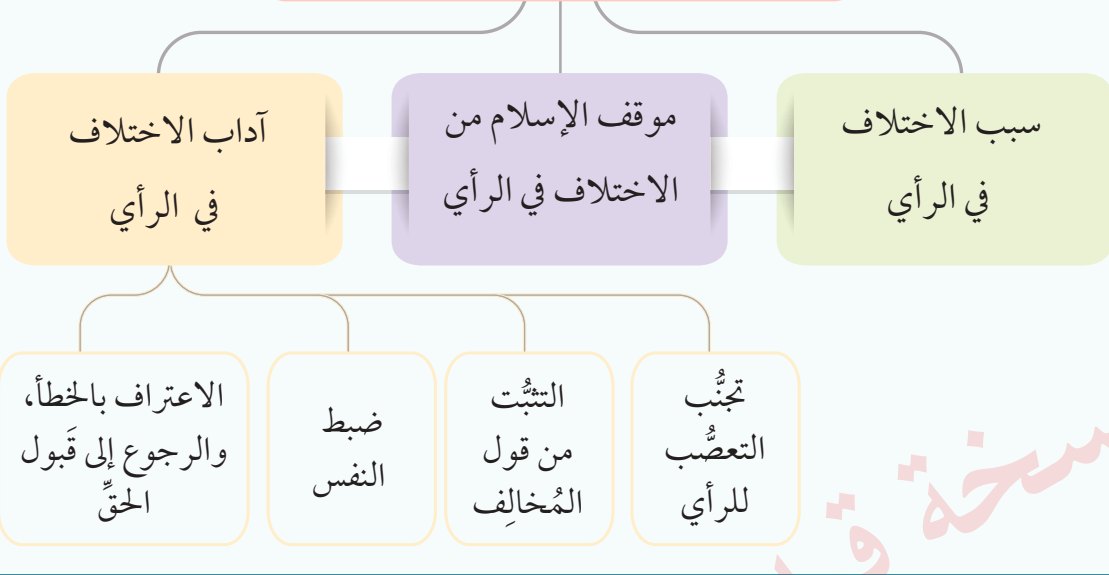 سبب الاختلاف
في الرأي
موقف الإسلام من
الاختلاف في الرأي
آداب الاختلاف
في الرأي
تجنُّب
التعصُّب
للرأي
التثبُّت
من قول
المُخالِف
ضبط
النفس
الاعتراف بالخطأ،
والرجوع إلى قَبول
الحقِّ